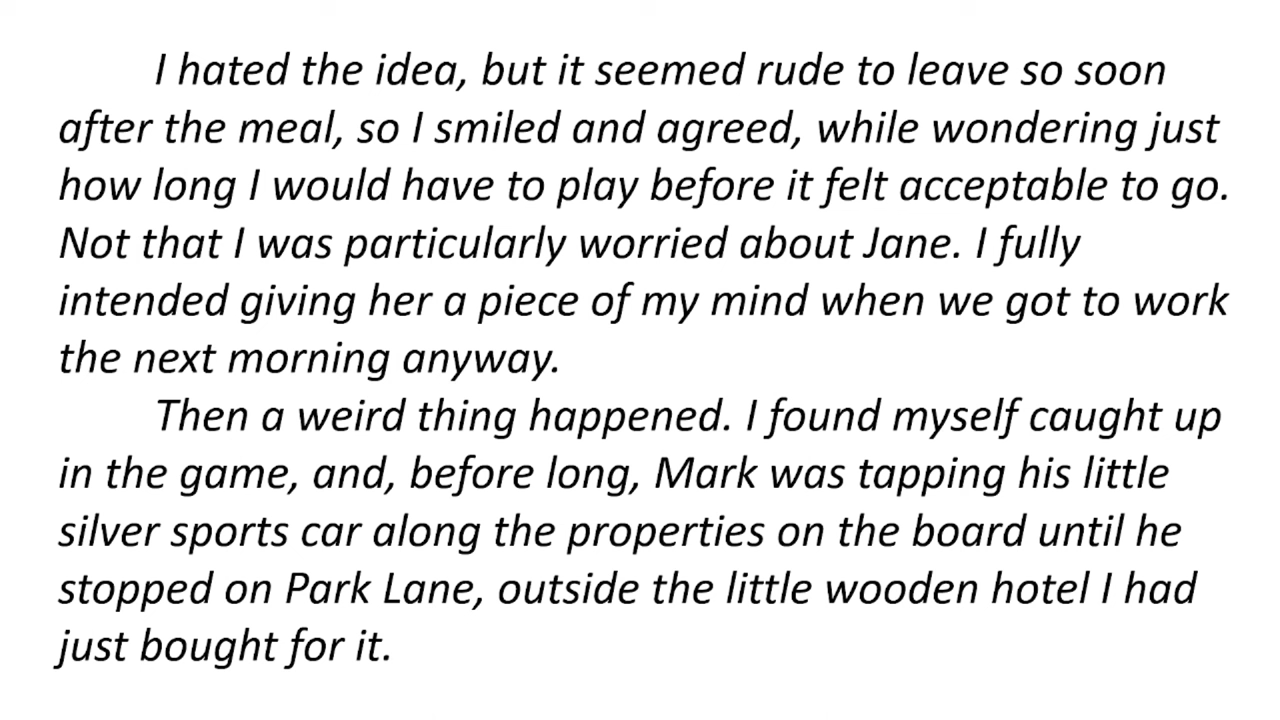 I hated the idea, but it seemed rude to leave so soon
after the meal, so I smiled and agreed, while wondering just
how long I would have to play before it felt acceptable to go.
Not that I was particularly worried about Jane. I fully
intended giving her a piece of my mind when we got to work
the next morning anyway.
Then a weird thing happened. I found myself caught up
in the game, and, before long, Mark was tapping his little
silver sports car along the properties on the board until he
stopped on Park Lane, outside the little wooden hotel I had
just bought for it.